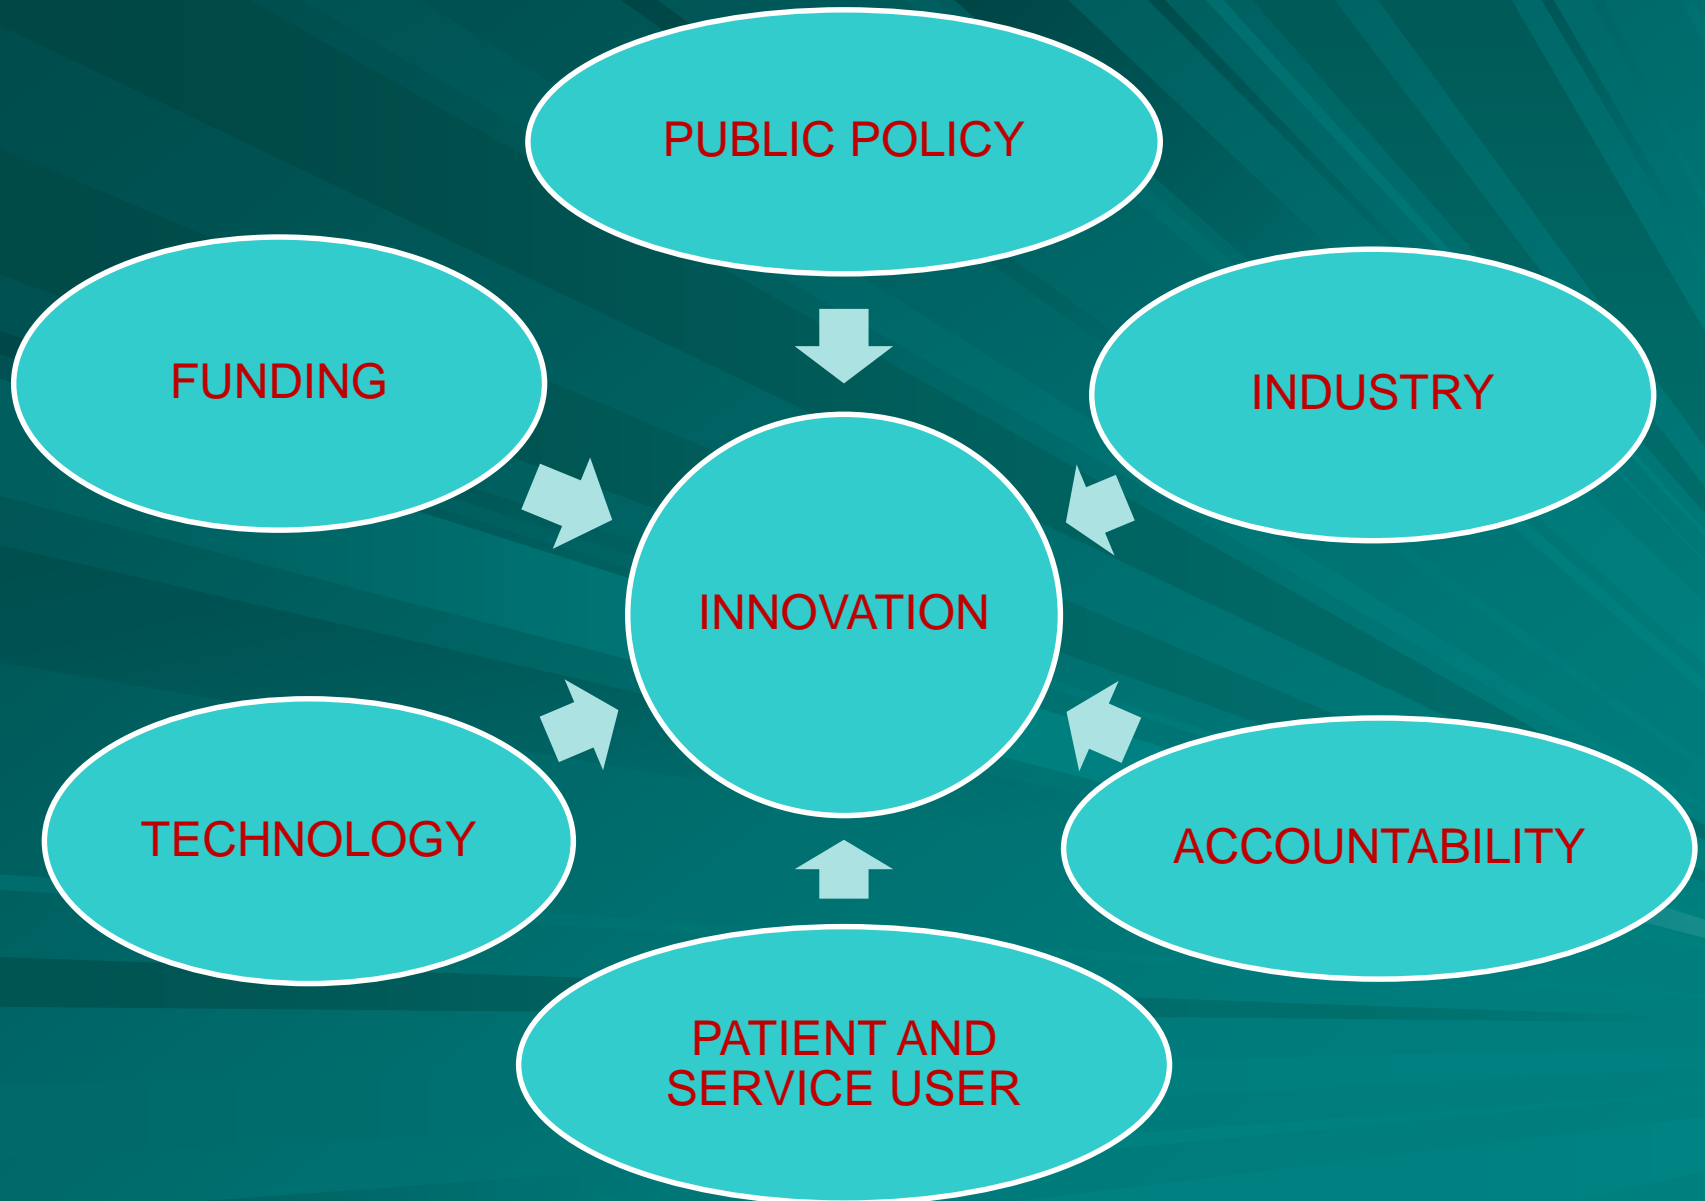 PUBLIC POLICY
FUNDING
INDUSTRY
INNOVATION
TECHNOLOGY
ACCOUNTABILITY
PATIENT AND
SERVICE USER